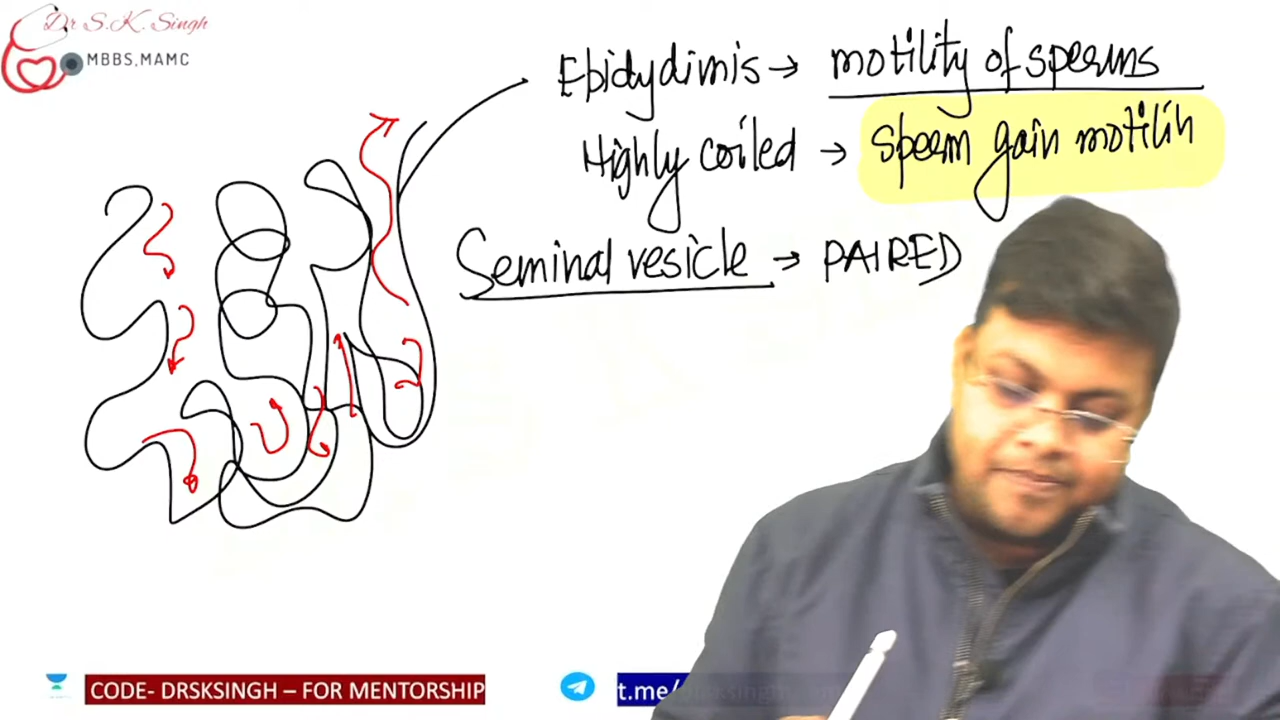 Dr S.K. Singh
MBBS,MAMC
Epidydimis → motility of sperms
Highly coiled → sperm gain motility
Seminal vesicle → PAIRED
CODE- DRSKSINGH – FOR MENTORSHIP
t.me/